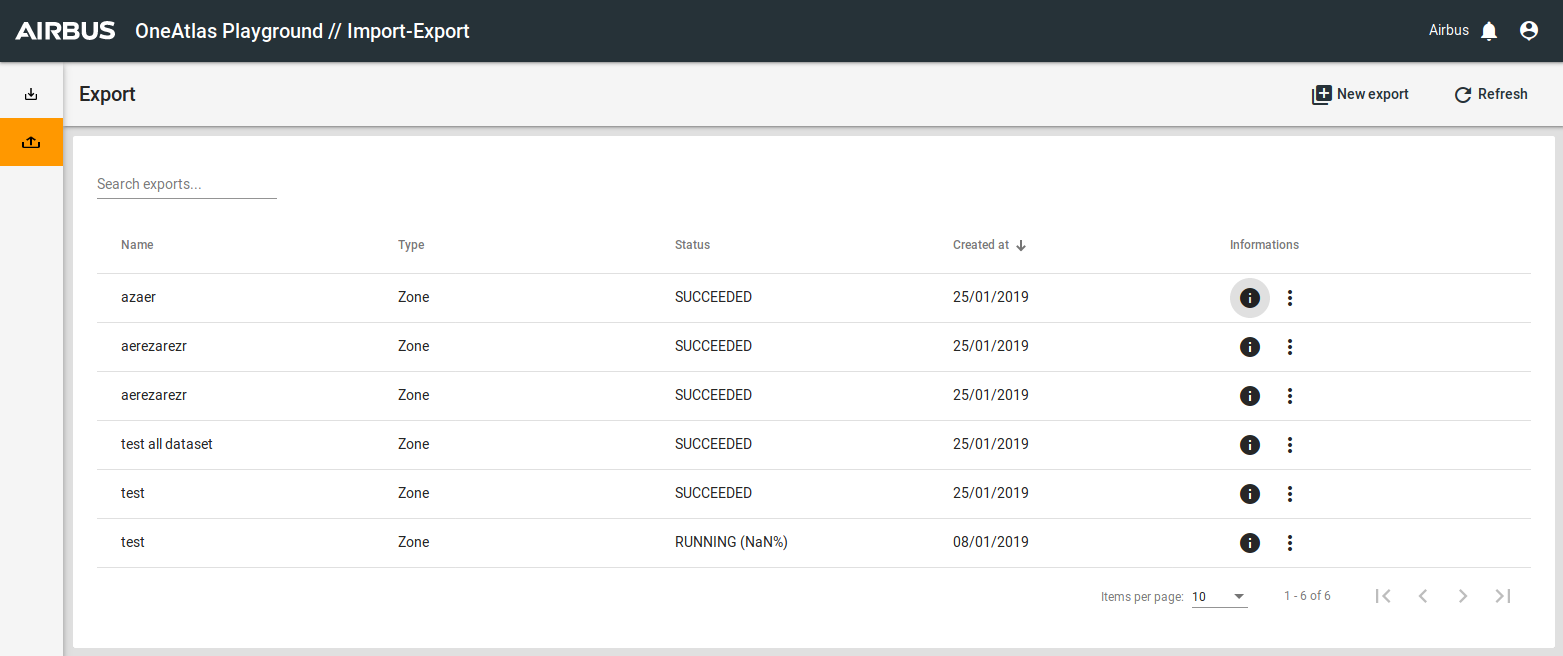 AIRBUS OneAtlas Playground // Import-Export Airbus
Export New export Refresh
Search exports...
Name Type Status Created at Informations
azaer Zone SUCCEEDED 25/01/2019
aerezarezr Zone SUCCEEDED 25/01/2019
aerezarezr Zone SUCCEEDED 25/01/2019
test all dataset Zone SUCCEEDED 25/01/2019
test Zone SUCCEEDED 25/01/2019
test Zone RUNNING (NaN%) 08/01/2019
Items per page: 10 1 - 6 of 6